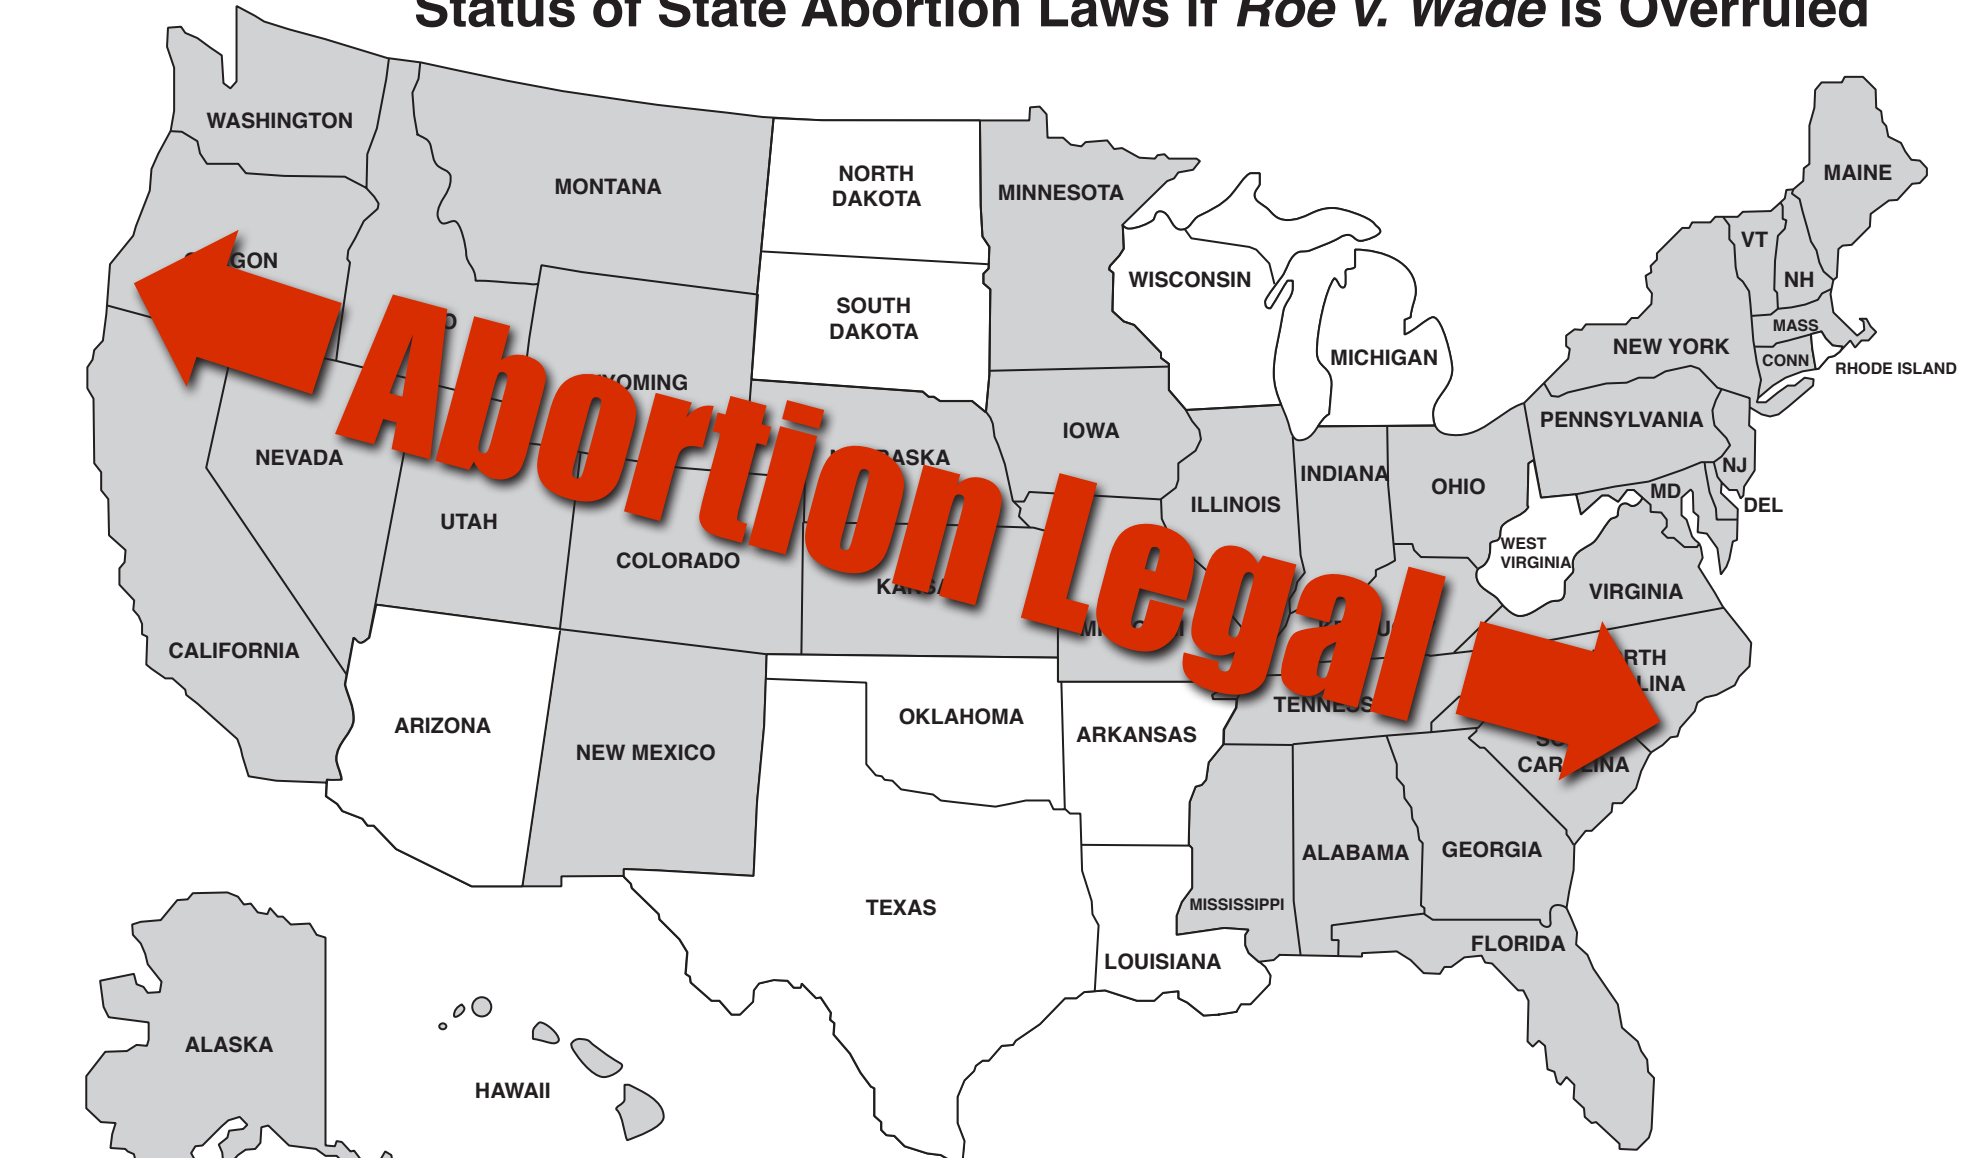 Status of State Abortion Laws if Roe v. Wade is Overruled
WASHINGTON
MONTANA
NORTH
DAKOTA
MINNESOTA
MAINE
VT
NH
WISCONSIN
SOUTH
DAKOTA
MICHIGAN
NEW YORK
MASS
CONN
RHODE ISLAND
Abortion Legal
NEVADA
IOWA
PENNSYLVANIA
NJ
MD
DEL
INDIANA
OHIO
ILLINOIS
UTAH
COLORADO
WEST
VIRGINIA
VIRGINIA
CALIFORNIA
ARIZONA
NEW MEXICO
OKLAHOMA
ARKANSAS
TEXAS
MISSISSIPPI
ALABAMA
GEORGIA
LOUISIANA
FLORIDA
ALASKA
HAWAII